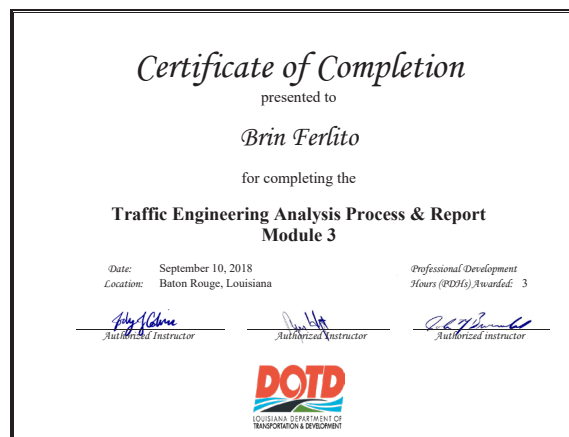 Certificate of Completion
presented to
Brin Ferlito
for completing the
Traffic Engineering Analysis Process & Report
Module 3
Date: September 10, 2018
Location: Baton Rouge, Louisiana
Professional Development
Hours (PDHs) Awarded: 3
Authorized Instructor
Authorized Instructor
Authorized instructor
DOTD
LOUISIANA DEPARTMENT OF
TRANSPORTATION & DEVELOPMENT